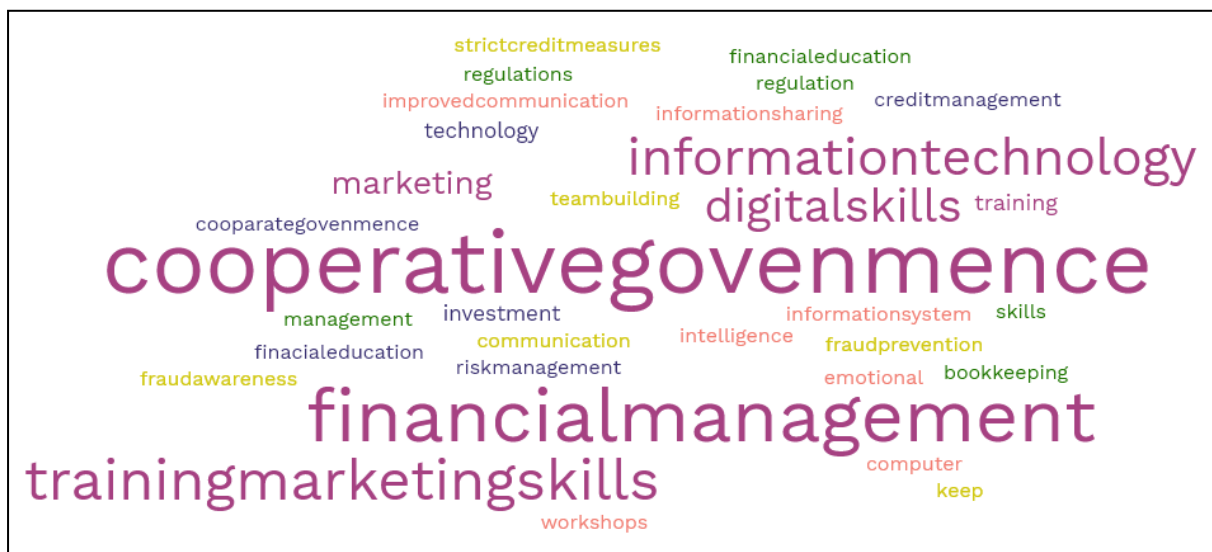 strictcreditmeasures
financialeducation
regulations
regulation
improvedcommunication
creditmanagement
informationsharing
technology
informationtechnology
marketing
teambuilding
digitalskills
training
cooparategovenmence
cooperativegovenmence
management
investment
informationsystem
skills
communication
intelligence
fraudprevention
finacialeducation
riskmanagement
fraudawareness
emotional
bookkeeping
financialmanagement
computer
trainingmarketingskills
keep
workshops